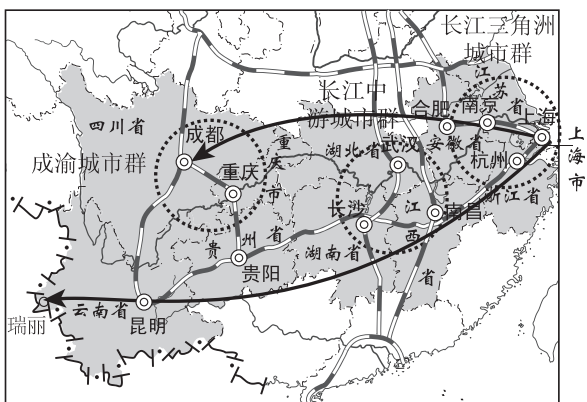 长江三角洲
城市群
长江中
游城市群
江
苏
省
合肥
南京
上海
上
海
市
四川省
成都
成渝城市群
重庆
重
庆
市
湖北省
武汉
安徽省
杭州
浙江省
长沙
江
西
省
南昌
贵
州
省
贵阳
湖南省
瑞丽
云南省
昆明